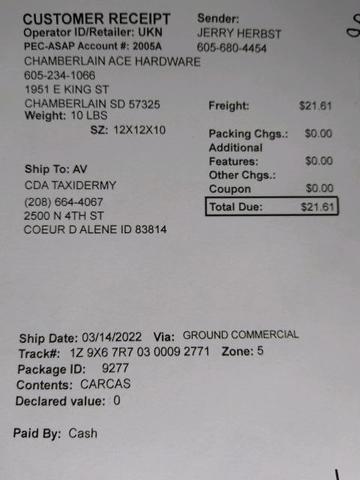 CUSTOMER RECEIPT
Operator ID/Retailer: UKN
PEC-ASAP Account #: 2005A
CHAMBERLAIN ACE HARDWARE
605-234-1066
1951 E KING ST
CHAMBERLAIN SD 57325
Weight: 10 LBS
SZ: 12X12X10
Sender:
JERRY HERBST
605-680-4454
Freight: $21.61
Packing Chgs.: $0.00
Additional
Features: $0.00
Other Chgs.:
Coupon $0.00
Total Due: $21.61
Ship To: AV
CDA TAXIDERMY
(208) 664-4067
2500 N 4TH ST
COEUR D ALENE ID 83814
Ship Date: 03/14/2022 Via: GROUND COMMERCIAL
Track#: 1Z 9X6 7R7 03 0009 2771 Zone: 5
Package ID: 9277
Contents: CARCAS
Declared value: 0
Paid By: Cash